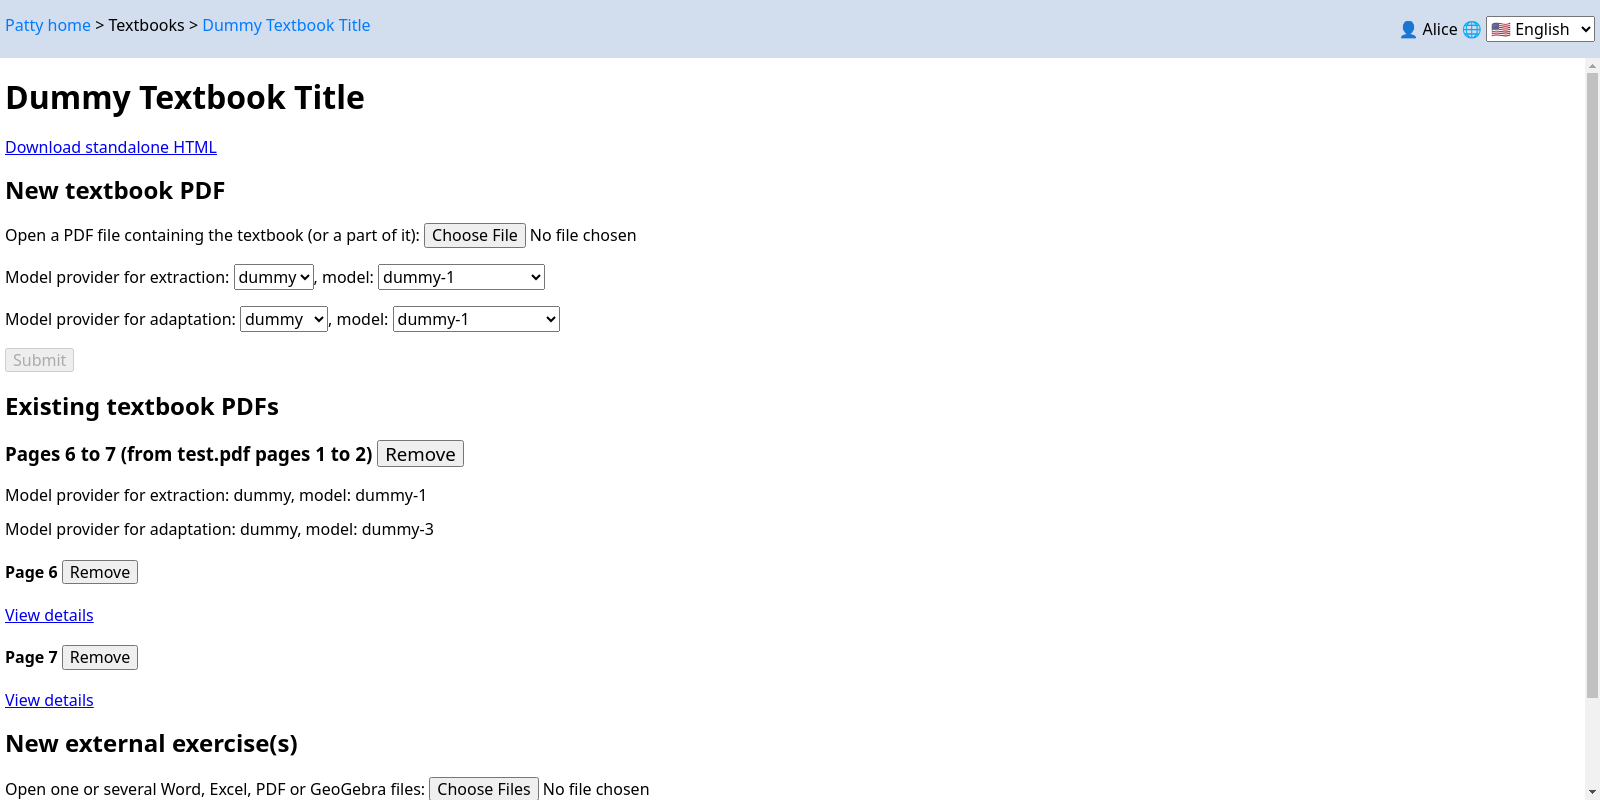 Patty home > Textbooks > Dummy Textbook Title
👤 Alice 🌐 🇺🇸 English
Dummy Textbook Title
Download standalone HTML
New textbook PDF
Open a PDF file containing the textbook (or a part of it): Choose File No file chosen
Model provider for extraction: dummy, model: dummy-1
Model provider for adaptation: dummy, model: dummy-1
Submit
Existing textbook PDFs
Pages 6 to 7 (from test.pdf pages 1 to 2) Remove
Model provider for extraction: dummy, model: dummy-1
Model provider for adaptation: dummy, model: dummy-3
Page 6 Remove
View details
Page 7 Remove
View details
New external exercise(s)
Open one or several Word, Excel, PDF or GeoGebra files: Choose Files No file chosen